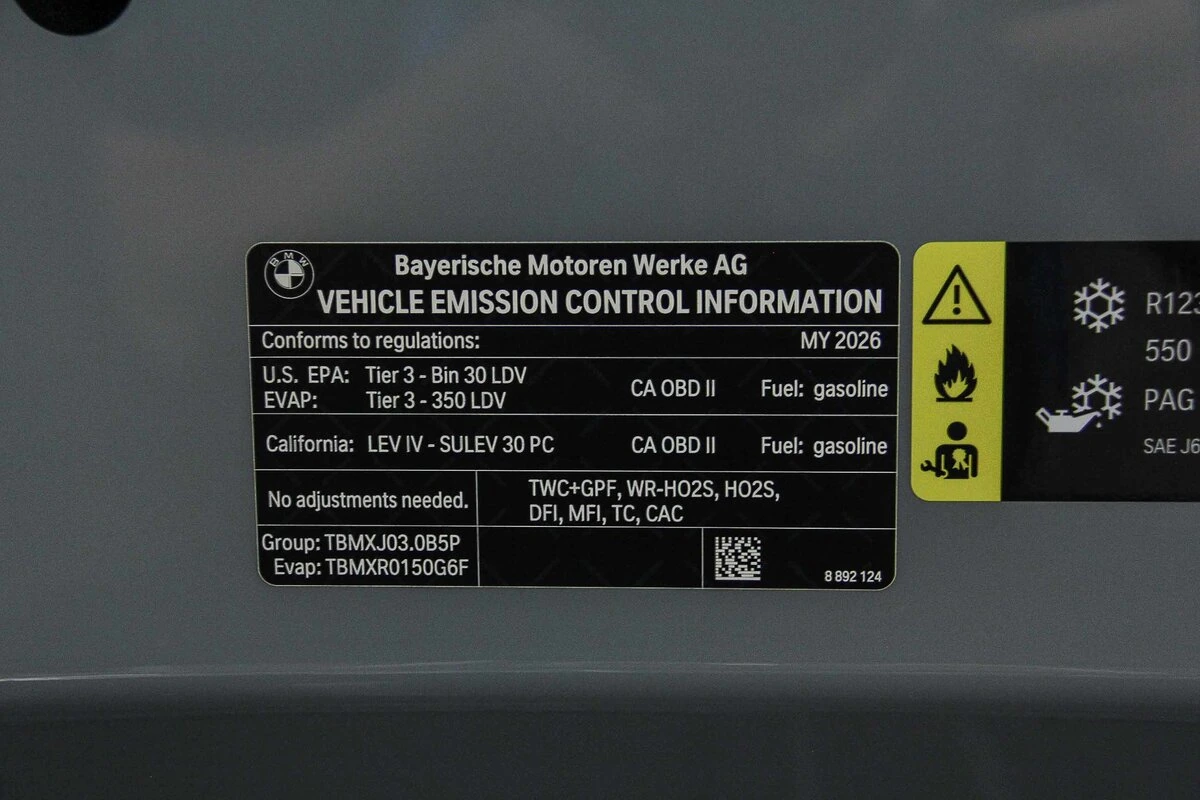 BMW
Bayerische Motoren Werke AG
VEHICLE EMISSION CONTROL INFORMATION
Conforms to regulations: MY 2026
U.S. EPA: Tier 3 - Bin 30 LDV CA OBD II Fuel: gasoline
EVAP: Tier 3 - 350 LDV
California: LEV IV - SULEV 30 PC CA OBD II Fuel: gasoline
No adjustments needed.
TWC+GPF, WR-HO2S, HO2S,
DFI, MFI, TC, CAC
Group: TBMXJ03.0B5P
Evap: TBMXR0150G6F
8 892 124
R123
550
PAG
SAE J6